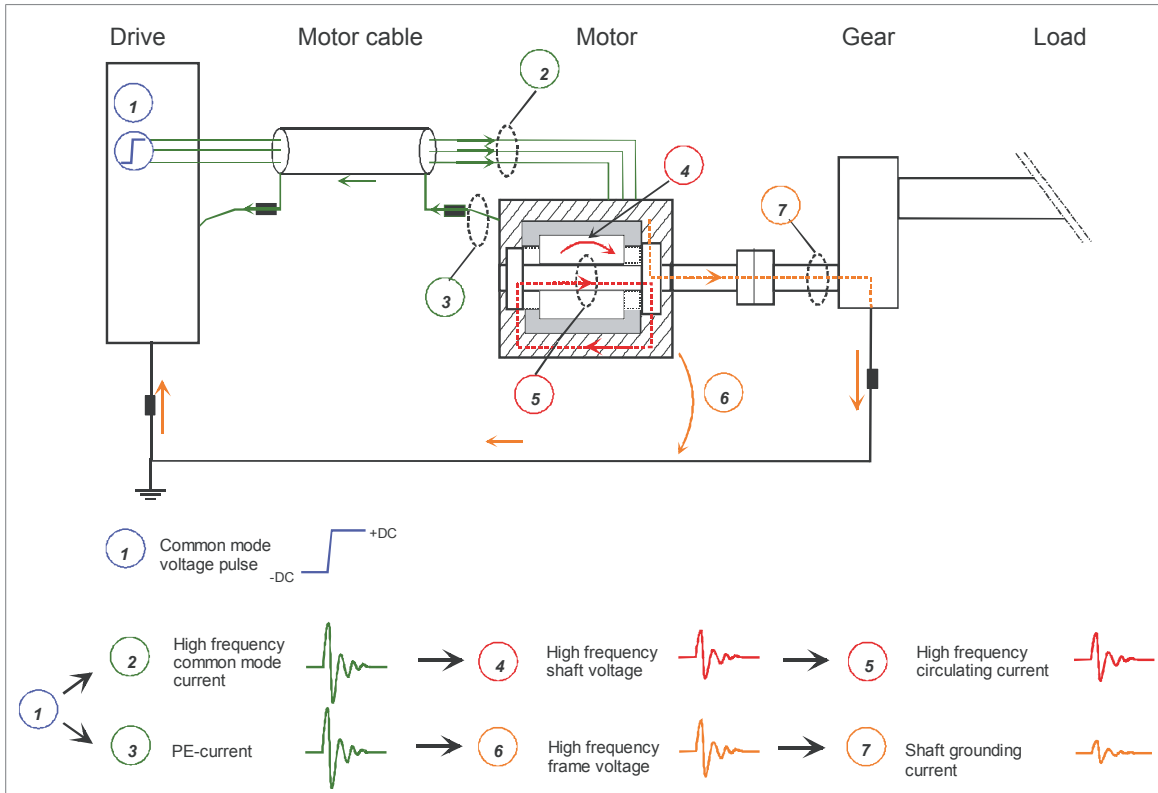 Drive Motor cable Motor Gear Load
1
2
4
7
3
5
6
1 Common mode
voltage pulse
+DC
-DC
2 High frequency
common mode
current
4 High frequency
shaft voltage
5 High frequency
circulating current
1
3 PE-current
6 High frequency
frame voltage
7 Shaft grounding
current